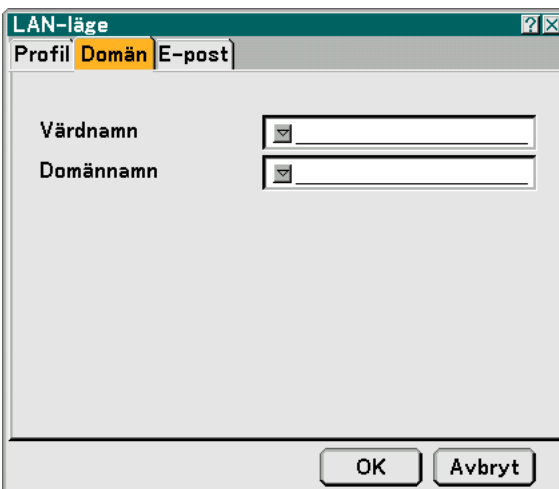 LAN-läge ?
Profil Domän E-post
Värdnamn
Domännamn
OK Avbryt